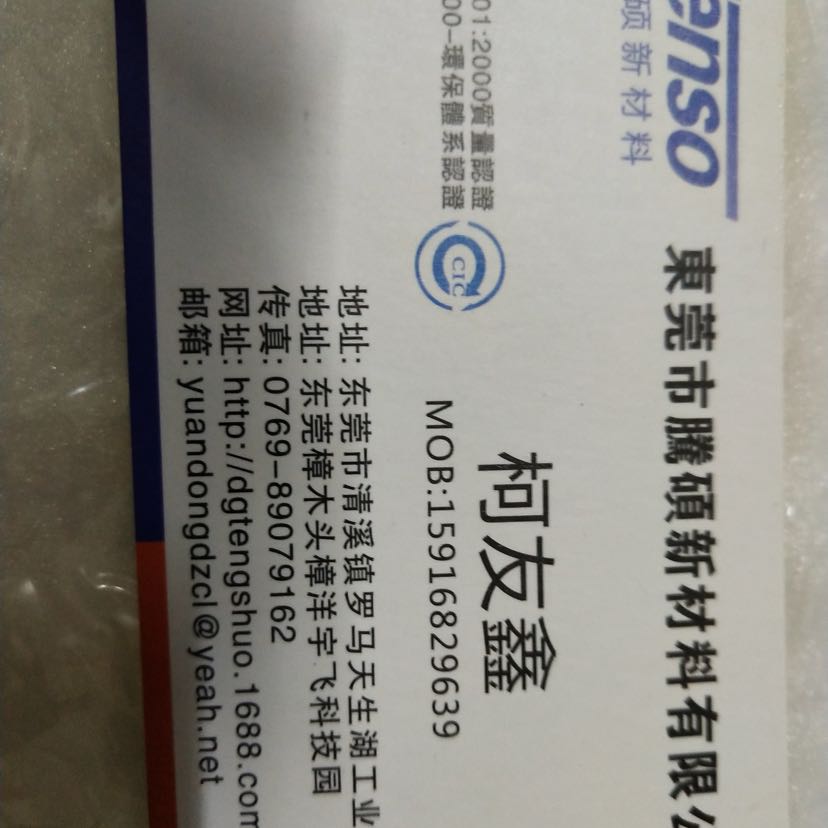 enso
硕新材料
01:2000質量認證
00-環保體系認證
CIC
東莞市騰碩新材料有限公
柯友鑫
MOB:15916829639
地址: 东莞市清溪镇罗马天生湖工业
地址: 东莞樟木头樟洋宇飞科技园
传真: 0769-89079162
网址: http://dgtengshuo.1688.com
邮箱: yuandongdzcl@yeah.net